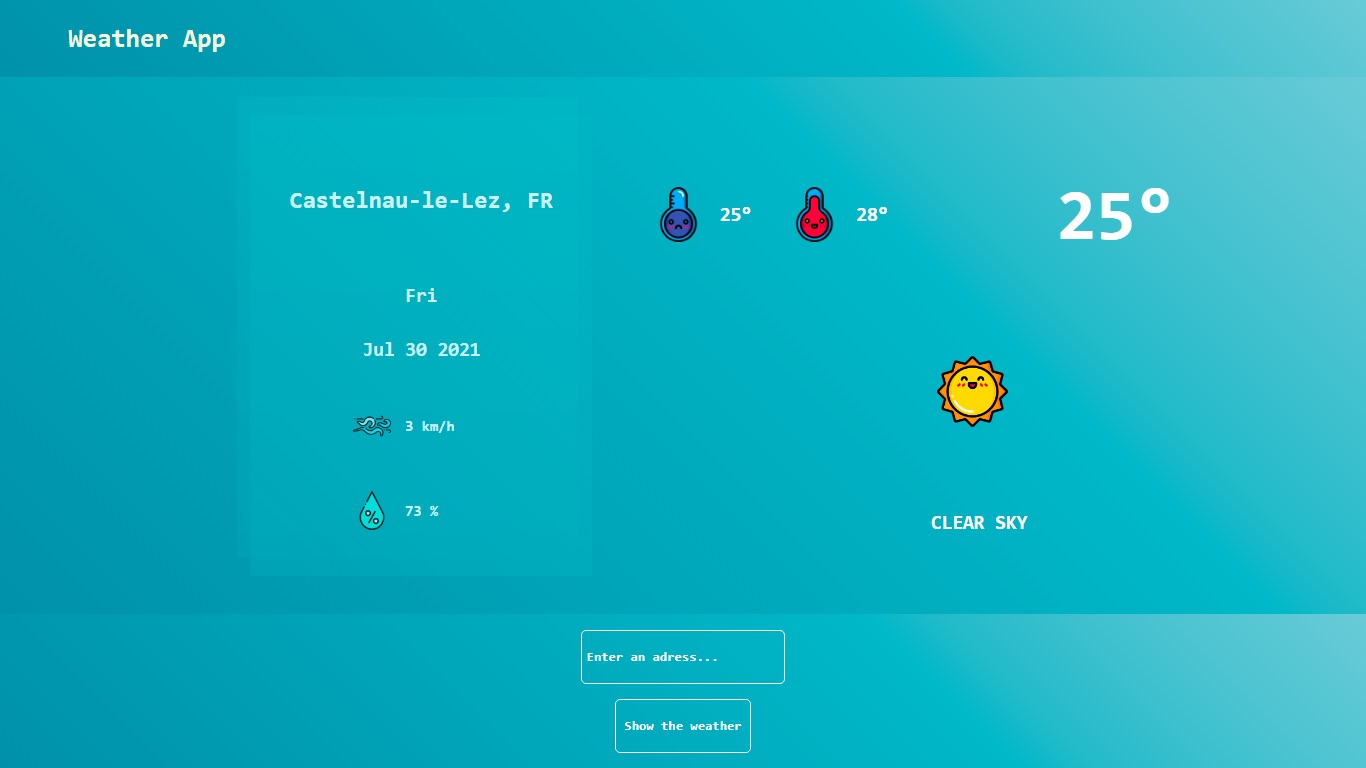 Weather App
Castelnau-le-Lez, FR
Fri
Jul 30 2021
3 km/h
%
73 %
25°
28°
25°
CLEAR SKY
Enter an adress...
Show the weather